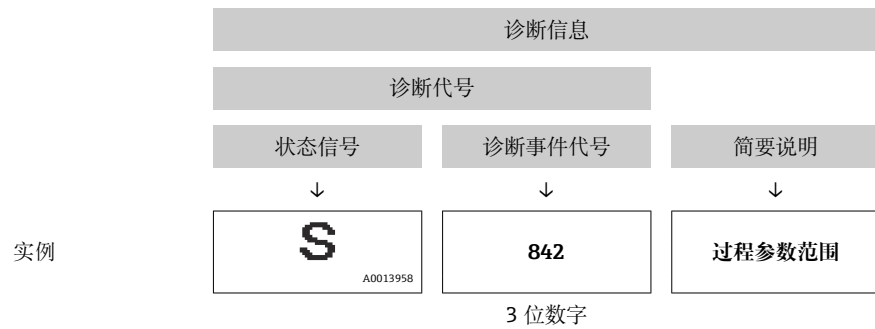 诊断信息
诊断代号
状态信号 诊断事件代号 简要说明
↓ ↓ ↓
实例 S 842 过程参数范围
A0013958
3 位数字